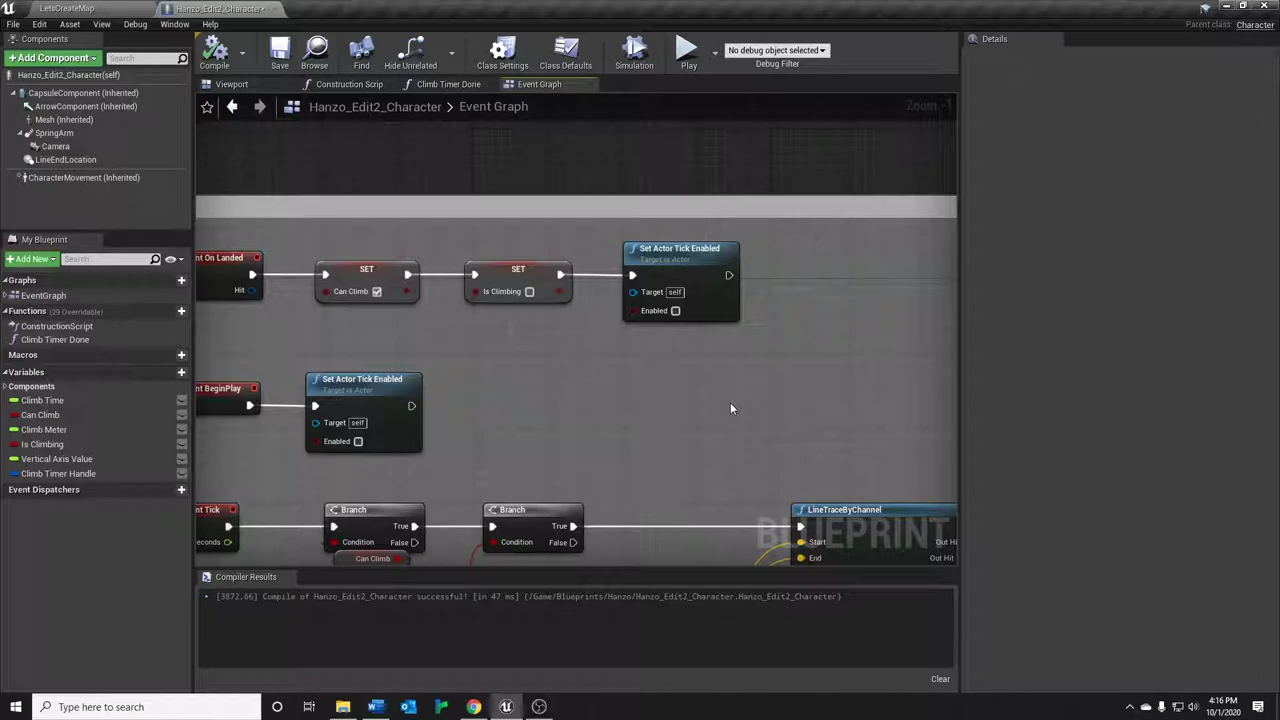 LetsCreateMap
Hanzo_Edit2_Character*
File Edit Asset View Debug Window Help
Parent class: Character
Components
+ Add Component
Search
Hanzo_Edit2_Character(self)
CapsuleComponent (Inherited)
ArrowComponent (Inherited)
Mesh (Inherited)
SpringArm
Camera
LineEndLocation
CharacterMovement (Inherited)
Compile
Save
Browse
Find
Hide Unrelated
Class Settings
Class Defaults
Simulation
Play
No debug object selected
Debug Filter
Details
Viewport
Construction Scrip
Climb Timer Done
Event Graph
Hanzo_Edit2_Character > Event Graph
Zoom -1
My Blueprint
+ Add New
Search
Graphs
EventGraph
Functions (29 Overridable)
ConstructionScript
Climb Timer Done
Macros
Variables
Components
Climb Time
Can Climb
Climb Meter
Is Climbing
Vertical Axis Value
Climb Timer Handle
Event Dispatchers
nt On Landed
Hit
SET
Can Climb
SET
Is Climbing
Set Actor Tick Enabled
Target is Actor
Target self
Enabled
nt BeginPlay
Set Actor Tick Enabled
Target is Actor
Target self
Enabled
nt Tick
econds
Branch
True
Condition False
Can Climb
Branch
True
Condition False
LineTraceByChannel
Start Out Hit
End Out Hit
BLUEPRINT
Compiler Results
[3872.66] Compile of Hanzo_Edit2_Character successful! [in 47 ms] (/Game/Blueprints/Hanzo/Hanzo_Edit2_Character.Hanzo_Edit2_Character)
Clear
Type here to search
4:16 PM
10/1/2020